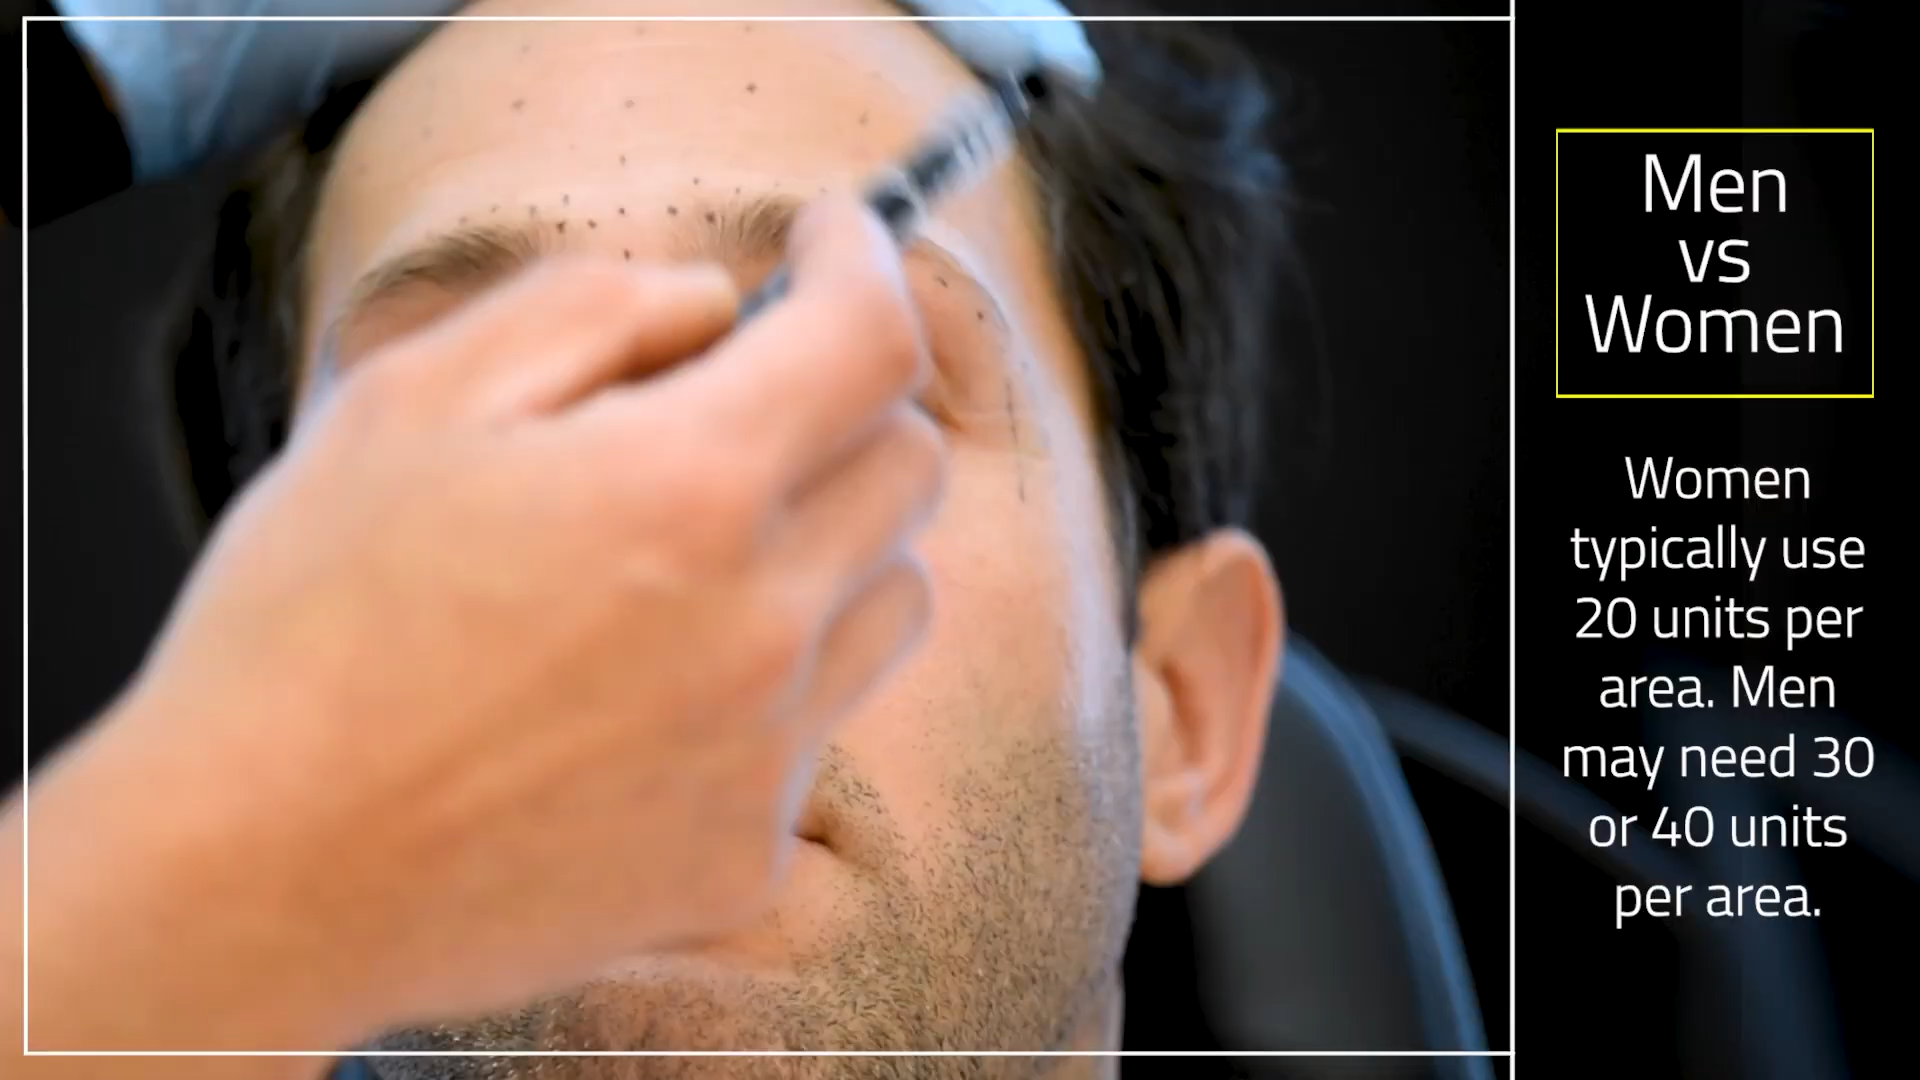 Men
vs
Women
Women
typically use
20 units per
area. Men
may need 30
or 40 units
per area.